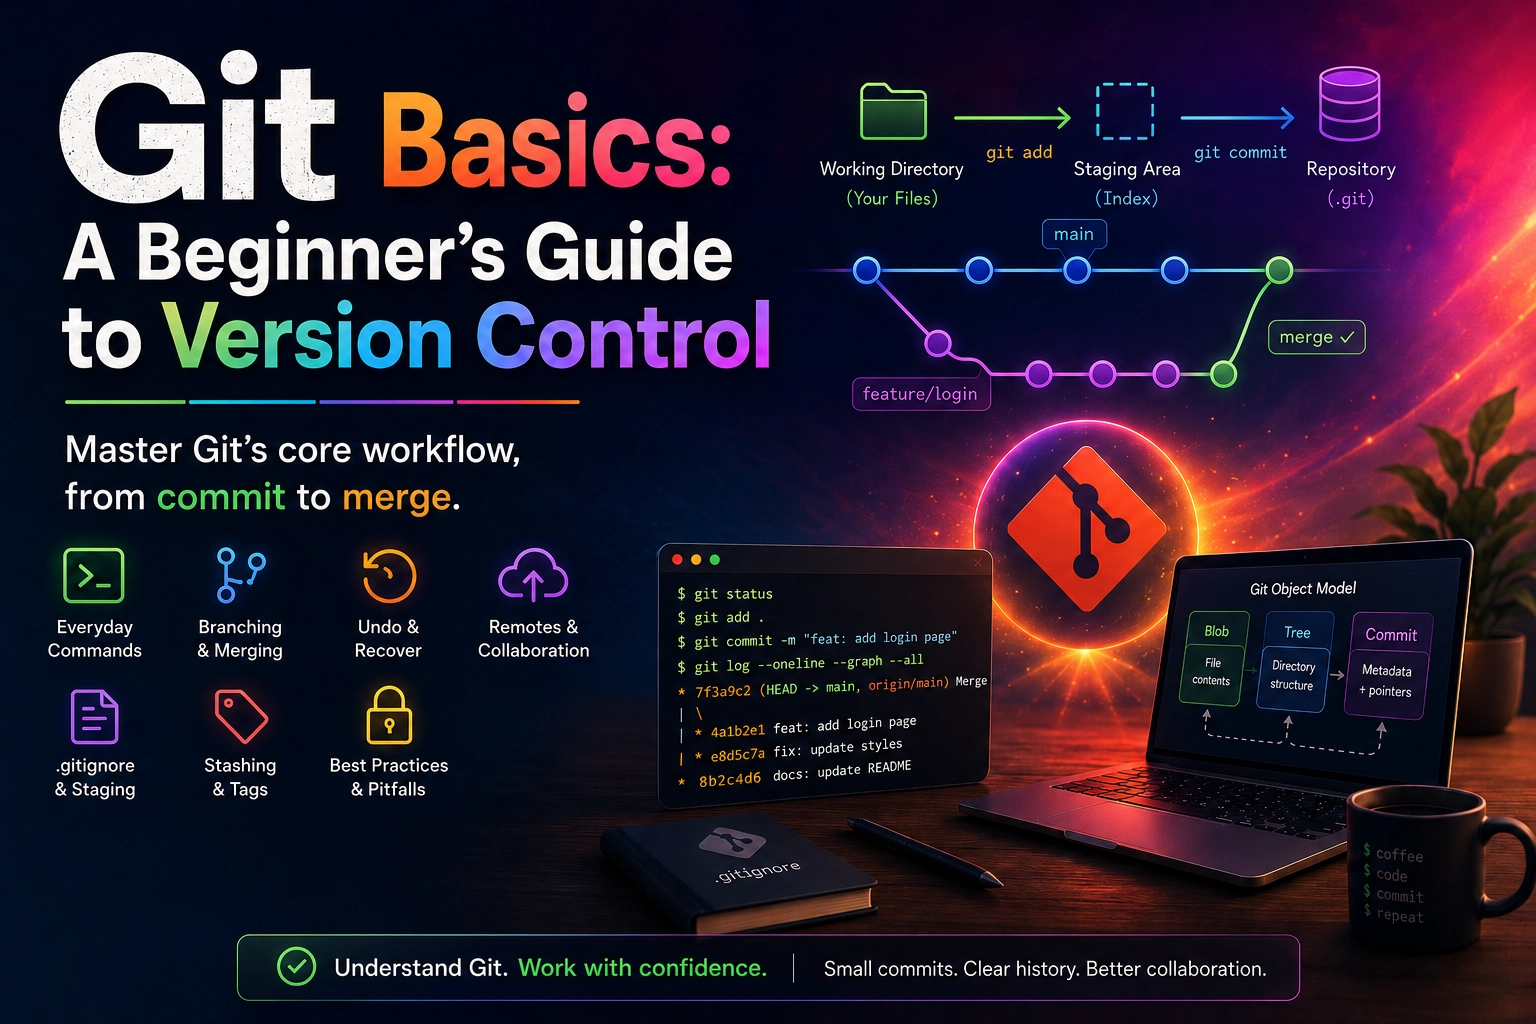 Git Basics:
A Beginner's Guide
to Version Control
Master Git's core workflow,
from commit to merge.
Everyday
Commands
Branching
& Merging
Undo &
Recover
Remotes &
Collaboration
.gitignore
& Staging
Stashing
& Tags
Best Practices
& Pitfalls
Working Directory
(Your Files)
git add
Staging Area
(Index)
git commit
Repository
(.git)
main
feature/login
merge ✓
$ git status
$ git add .
$ git commit -m "feat: add login page"
$ git log --oneline --graph --all
* 7f3a9c2 (HEAD -> main, origin/main) Merge
| \
| * 4a1b2e1 feat: add login page
| * e8d5c7a fix: update styles
* 8b2c4d6 docs: update README
Git Object Model
Blob
File
contents
Tree
Directory
structure
Commit
Metadata
+ pointers
.gitignore
$ coffee
$ code
$ commit
$ repeat
Understand Git. Work with confidence.
Small commits. Clear history. Better collaboration.